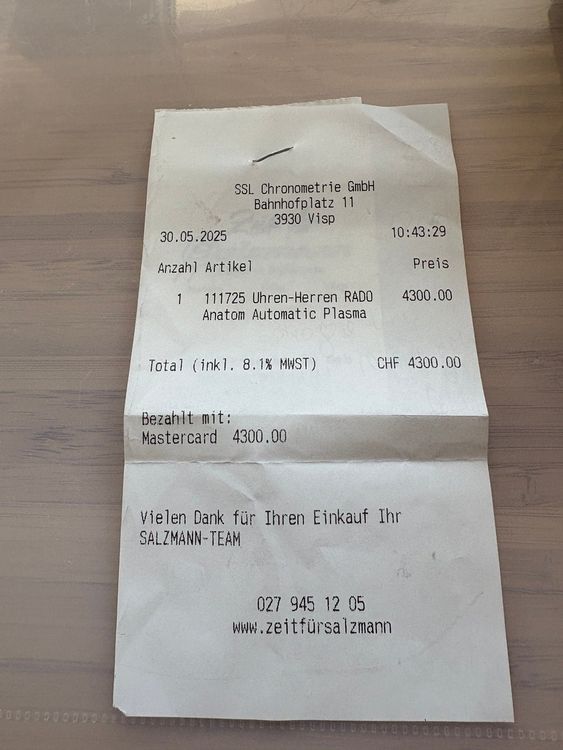 SSL Chronometrie GmbH
Bahnhofplatz 11
3930 Visp
30.05.2025 10:43:29
Anzahl Artikel Preis
1 111725 Uhren-Herren RADO 4300.00
Anatom Automatic Plasma
Total (inkl. 8.1% MWST) CHF 4300.00
Bezahlt mit:
Mastercard 4300.00
Vielen Dank für Ihren Einkauf Ihr
SALZMANN-TEAM
027 945 12 05
www.zeitfürsalzmann